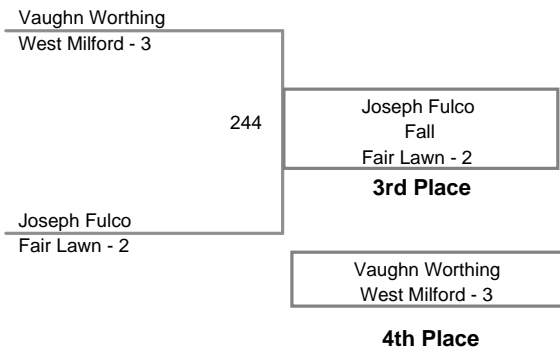 Vaughn Worthing
West Milford - 3
244
Joseph Fulco
Fall
Fair Lawn - 2
3rd Place
Joseph Fulco
Fair Lawn - 2
Vaughn Worthing
West Milford - 3
4th Place